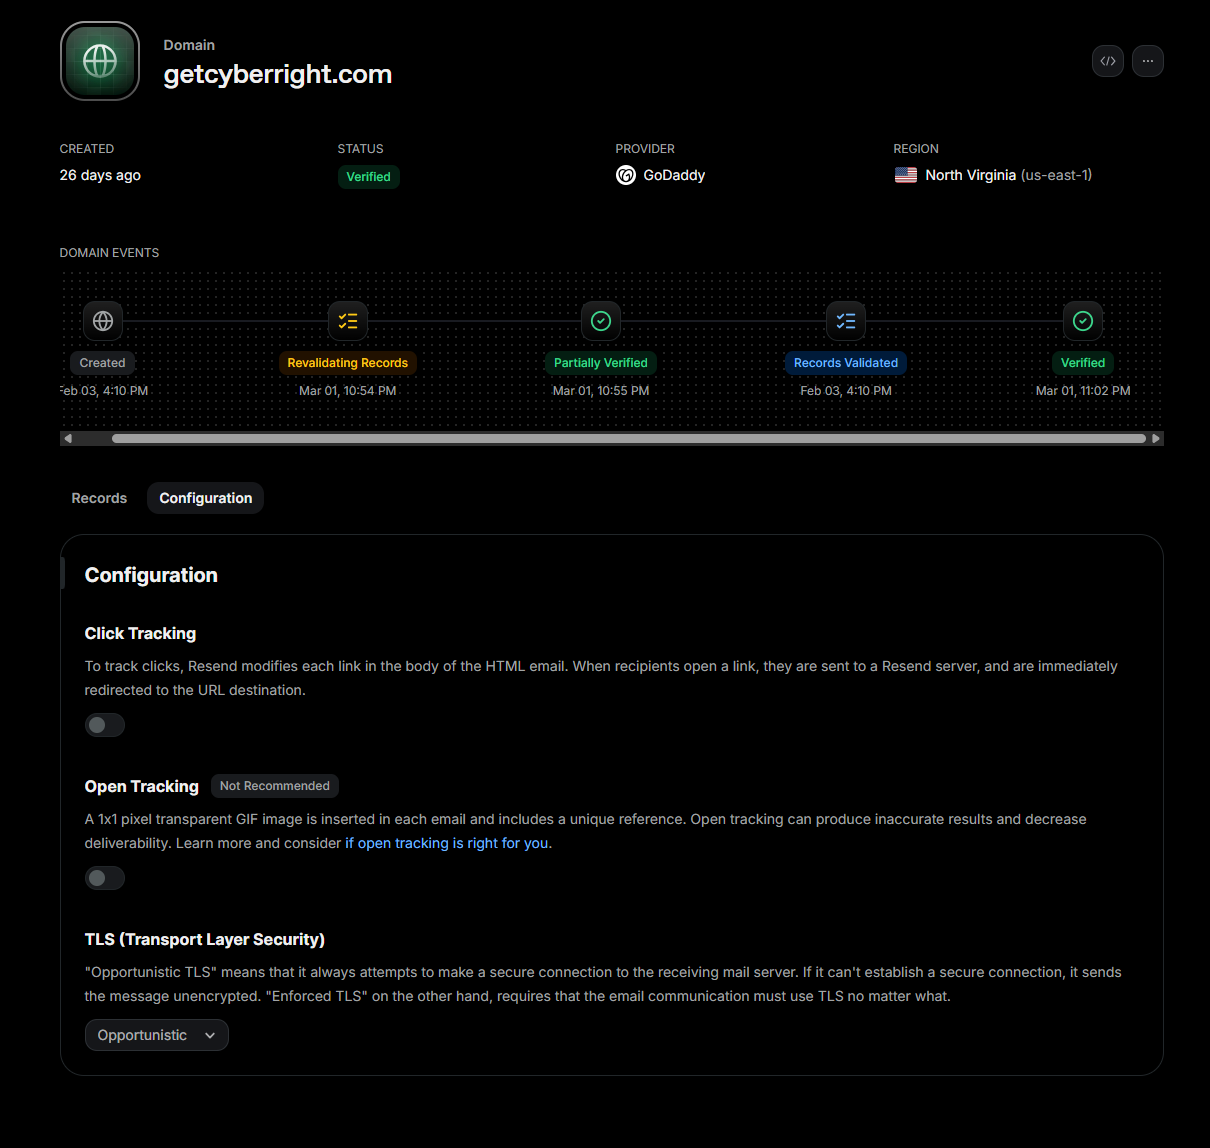 Domain
getcyberright.com
CREATED
STATUS
PROVIDER
REGION
26 days ago
Verified
GoDaddy
North Virginia (us-east-1)
DOMAIN EVENTS
Created
Revalidating Records
Partially Verified
Records Validated
Verified
Feb 03, 4:10 PM
Mar 01, 10:54 PM
Mar 01, 10:55 PM
Feb 03, 4:10 PM
Mar 01, 11:02 PM
Records
Configuration
Configuration
Click Tracking
To track clicks, Resend modifies each link in the body of the HTML email. When recipients open a link, they are sent to a Resend server, and are immediately
redirected to the URL destination.
Open Tracking Not Recommended
A 1x1 pixel transparent GIF image is inserted in each email and includes a unique reference. Open tracking can produce inaccurate results and decrease
deliverability. Learn more and consider if open tracking is right for you.
TLS (Transport Layer Security)
"Opportunistic TLS" means that it always attempts to make a secure connection to the receiving mail server. If it can't establish a secure connection, it sends
the message unencrypted. "Enforced TLS" on the other hand, requires that the email communication must use TLS no matter what.
Opportunistic